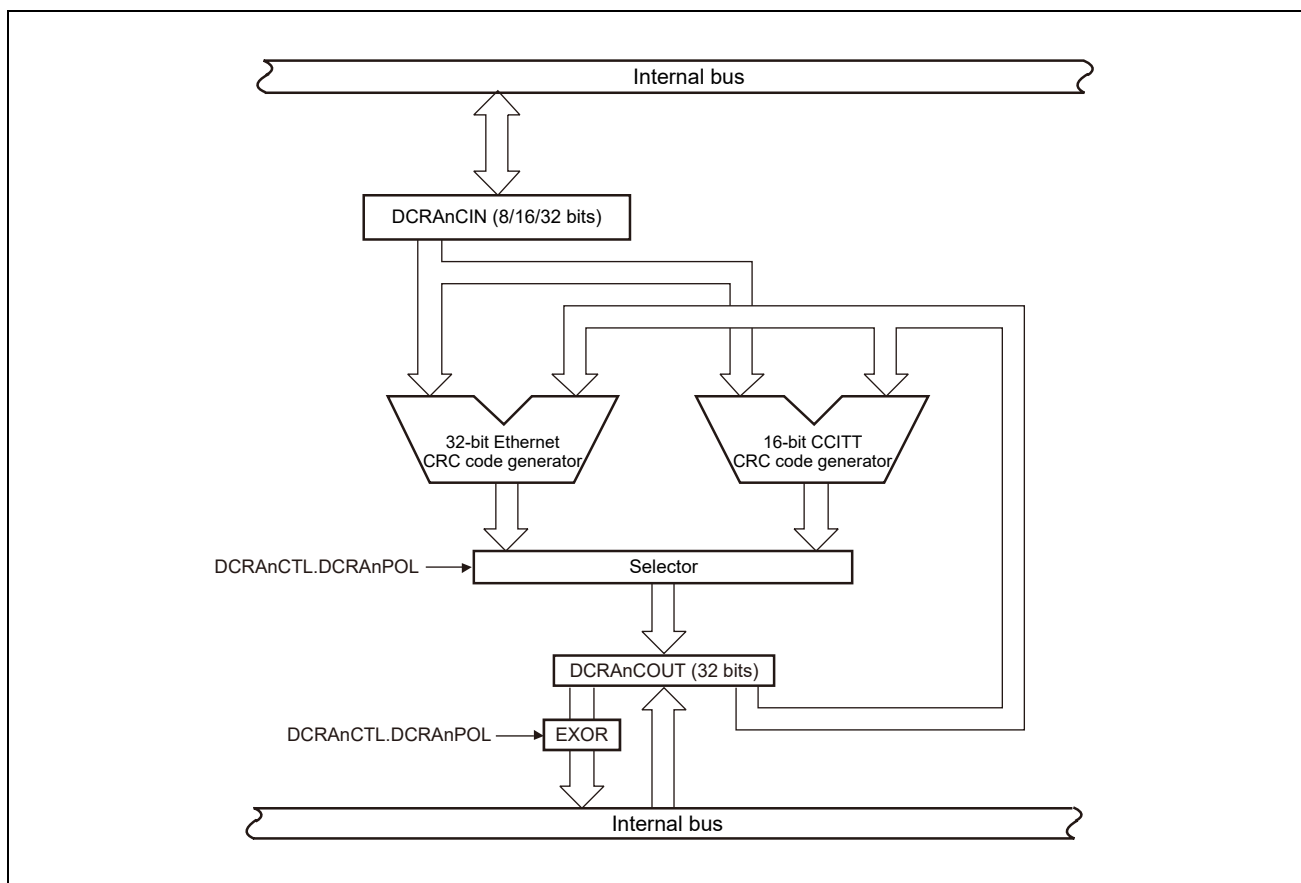 Internal bus
DCRAnCIN (8/16/32 bits)
32-bit Ethernet
CRC code generator
16-bit CCITT
CRC code generator
DCRAnCTL.DCRAnPOL
Selector
DCRAnCOUT (32 bits)
DCRAnCTL.DCRAnPOL
EXOR
Internal bus